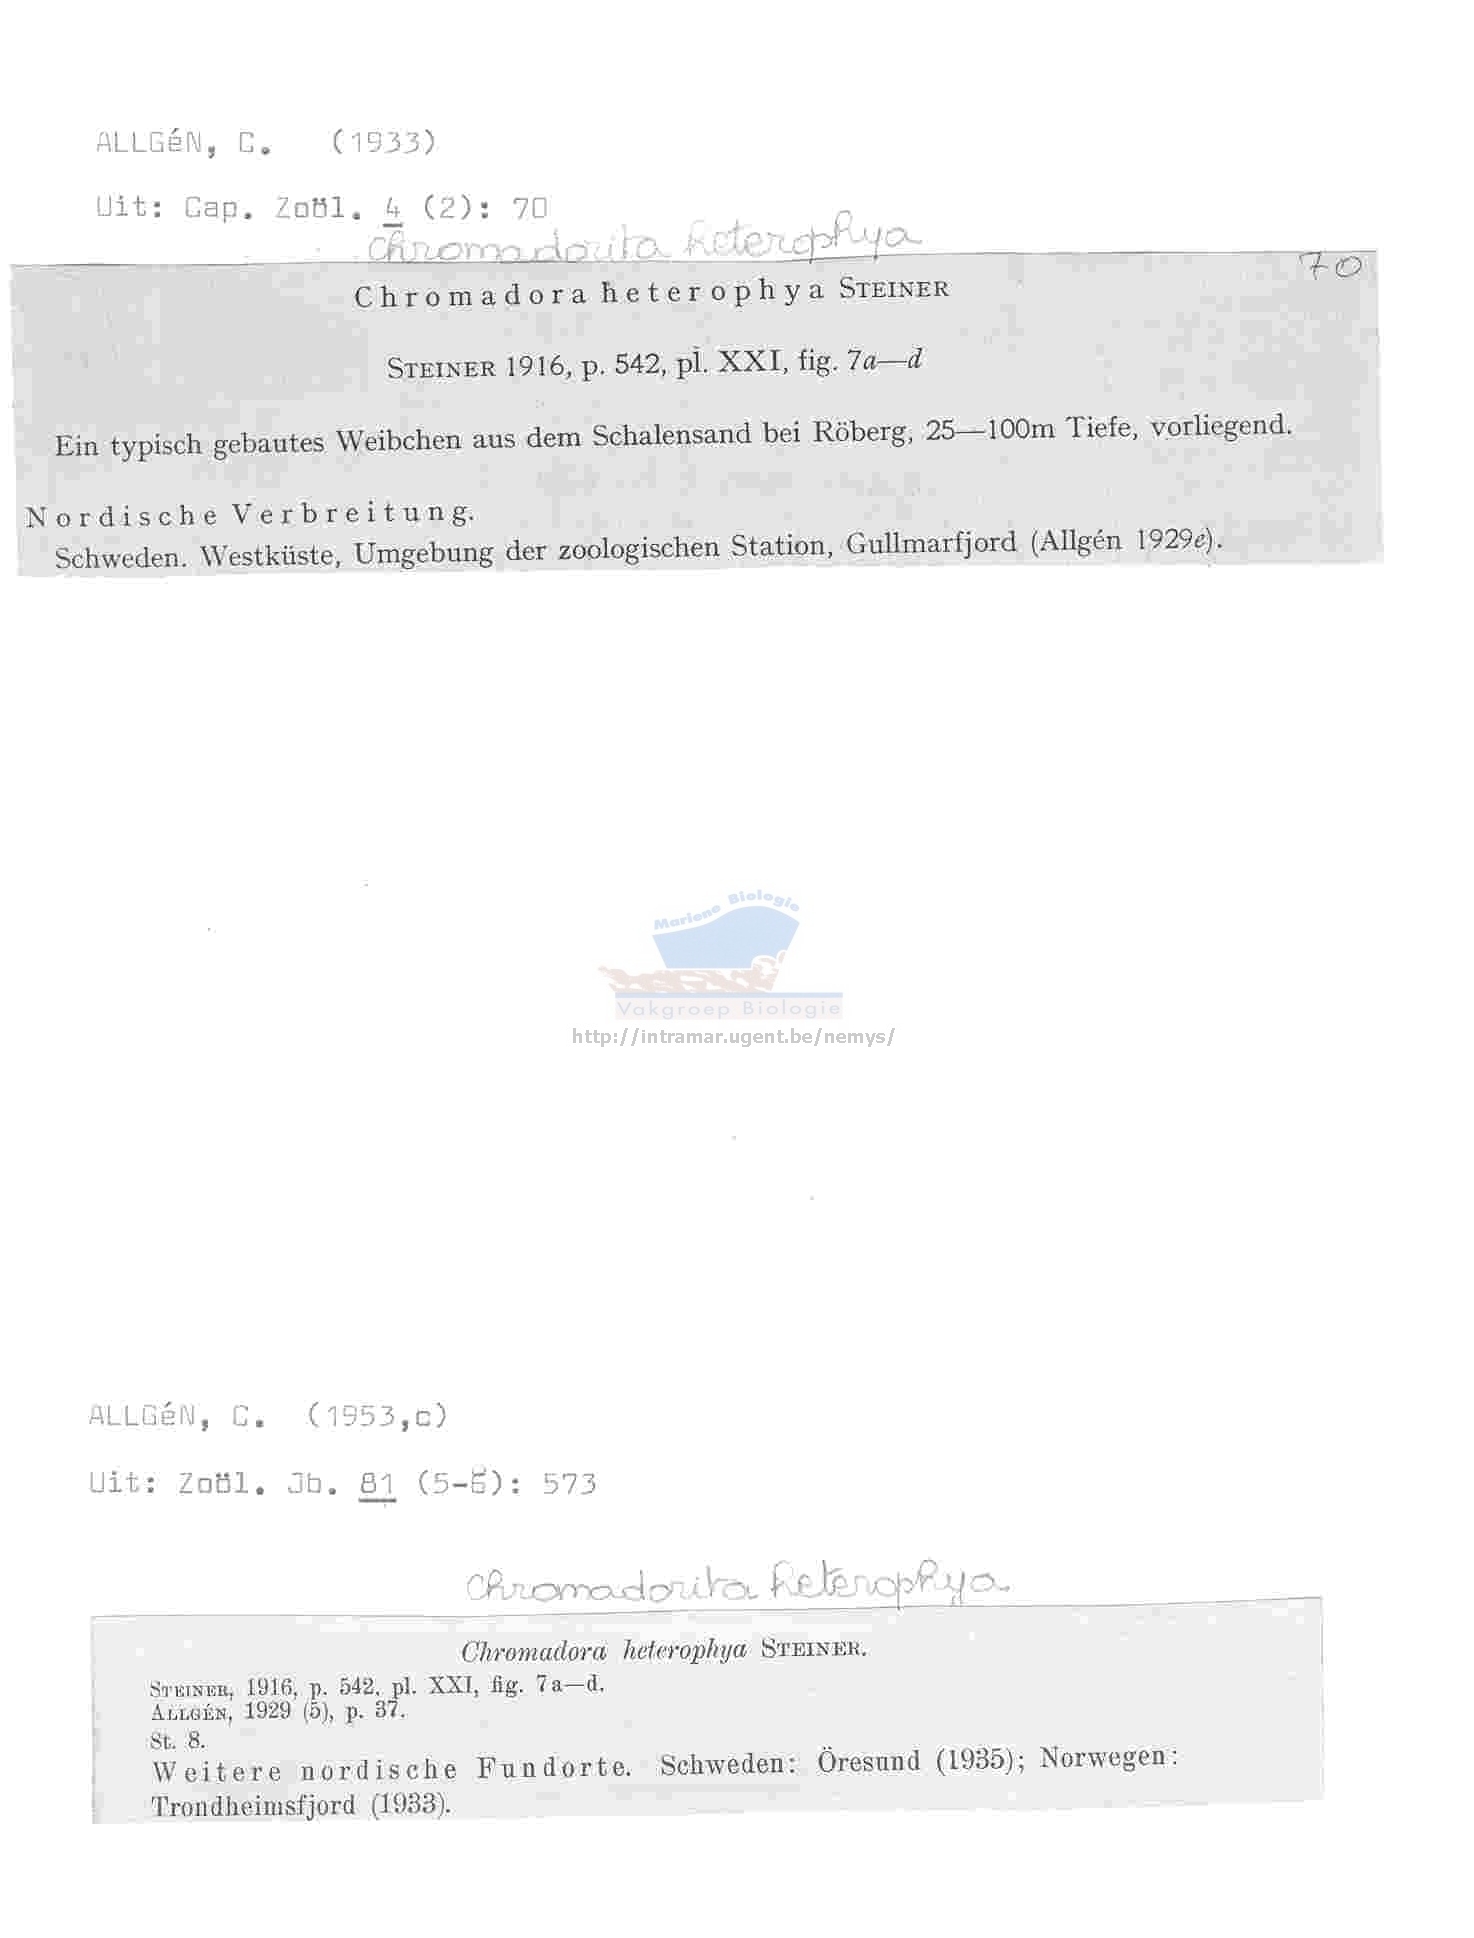 ALLGéN, C. (1933)
Uit: Cap. Zoöl. 4 (2): 70
Chromadorita heterophya
70
Chromadora heterophya STEINER
STEINER 1916, p. 542, pl. XXI, fig. 7a—d
Ein typisch gebautes Weibchen aus dem Schalensand bei Röberg, 25—100m Tiefe, vorliegend.
Nordische Verbreitung.
Schweden. Westküste, Umgebung der zoologischen Station, Gullmarfjord (Allgén 1929e).
Mariene Biologie
Vakgroep Biologie
http://intramar.ugent.be/nemys/
ALLGéN, C. (1953,c)
Uit: Zoöl. Jb. 81 (5-6): 573
Chromadorita heterophya.
Chromadora heterophya STEINER.
STEINER, 1916, p. 542, pl. XXI, fig. 7a—d.
ALLGÉN, 1929 (5), p. 37.
St. 8.
Weitere nordische Fundorte. Schweden: Öresund (1935); Norwegen:
Trondheimsfjord (1933).